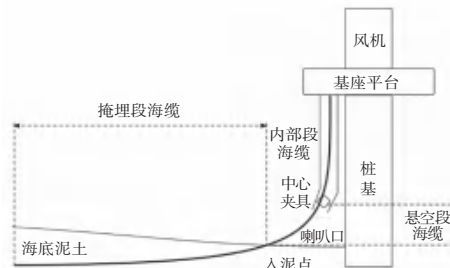 风机
基座平台
掩埋段海缆
内部段
海缆
中心
夹具
桩
基
悬空段
海缆
喇叭口
海底泥土
入泥点